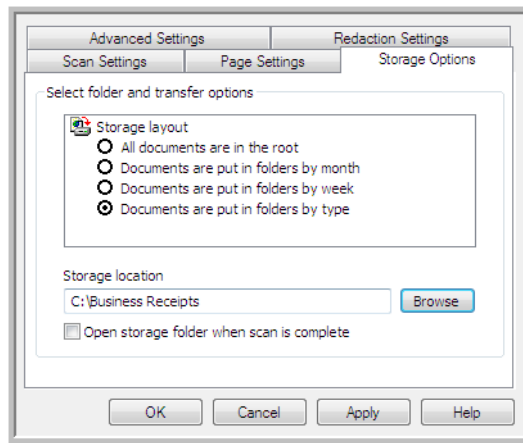 Advanced Settings Redaction Settings
Scan Settings Page Settings Storage Options
Select folder and transfer options
Storage layout
All documents are in the root
Documents are put in folders by month
Documents are put in folders by week
Documents are put in folders by type
Storage location
C:\Business Receipts Browse
Open storage folder when scan is complete
OK Cancel Apply Help